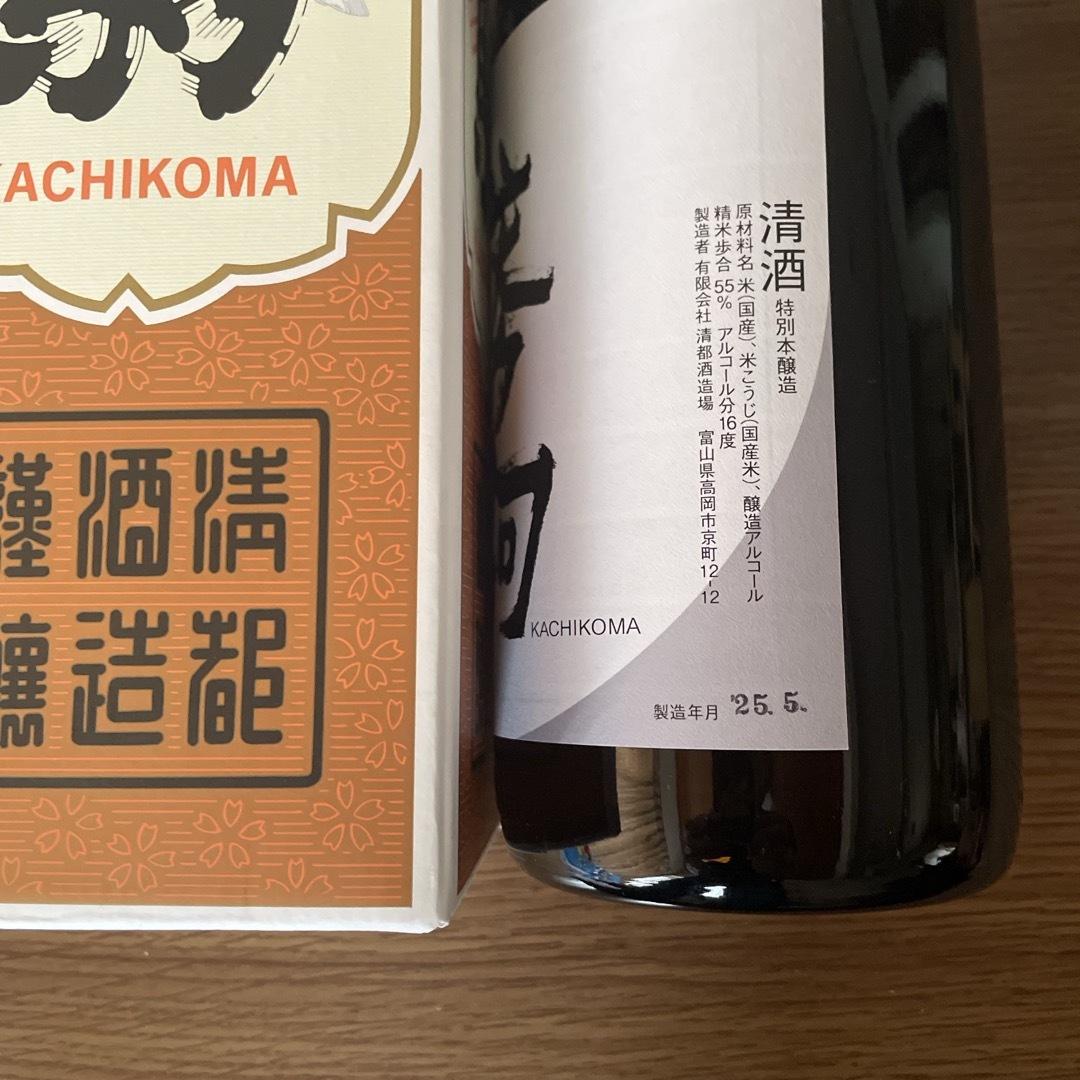 KACHIKOMA
清都
酒造
謹醸
清酒 特別本醸造
原材料名 米(国産)、米こうじ(国産米)、醸造アルコール
精米歩合 55% アルコール分16度
製造者 有限会社 清都酒造場 富山県高岡市京町12-12
KACHIKOMA
製造年月 '25. 5.